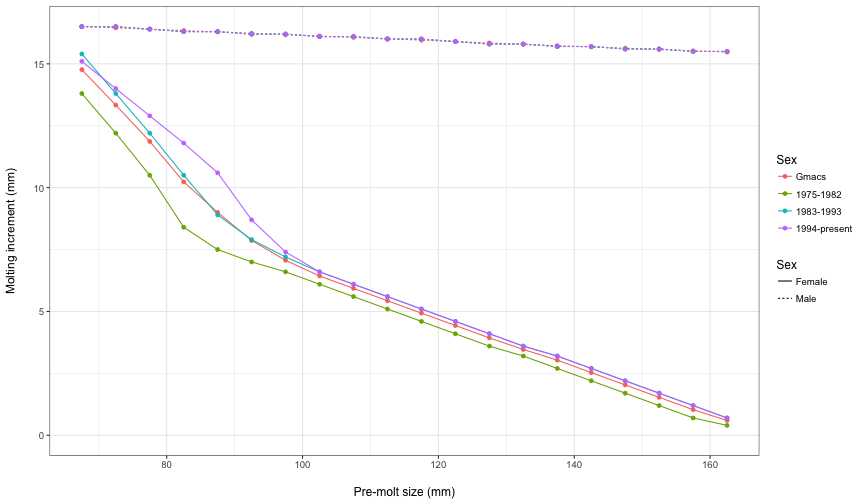 15
10
5
0
80
100
120
140
160
Molting increment (mm)
Pre-molt size (mm)
Sex
Gmacs
1975-1982
1983-1993
1994-present
Sex
Female
Male